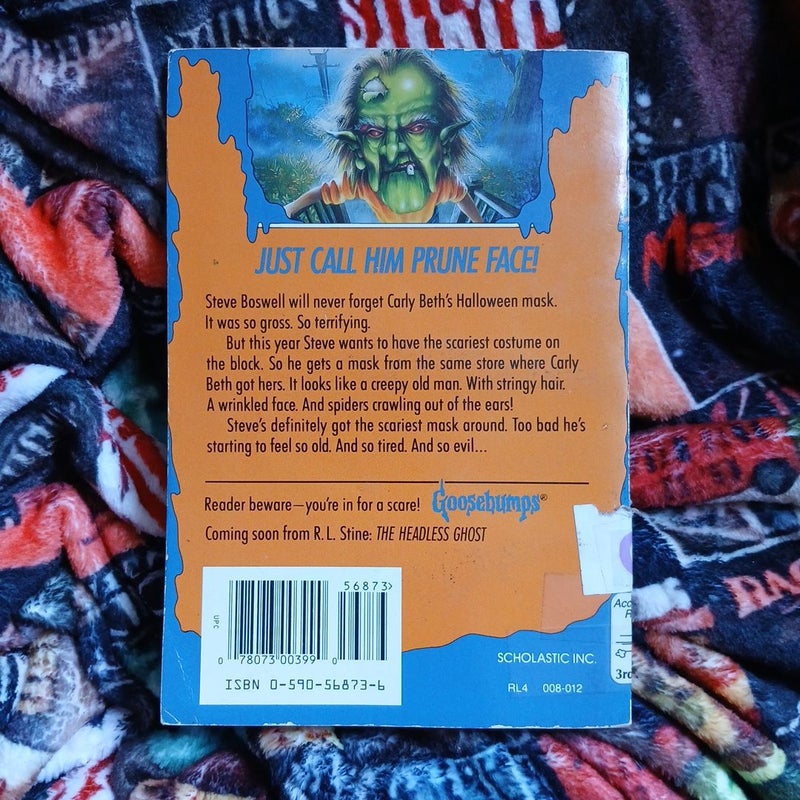 JUST CALL HIM PRUNE FACE!
Steve Boswell will never forget Carly Beth's Halloween mask.
It was so gross. So terrifying.
But this year Steve wants to have the scariest costume on
the block. So he gets a mask from the same store where Carly
Beth got hers. It looks like a creepy old man. With stringy hair.
A wrinkled face. And spiders crawling out of the ears!
Steve's definitely got the scariest mask around. Too bad he's
starting to feel so old. And so tired. And so evil...
Reader beware—you're in for a scare! Goosebumps®
Coming soon from R. L. Stine: THE HEADLESS GHOST
56873>
UPC
0 78073 00399 0
ISBN 0-590-56873-6
SCHOLASTIC INC.
RL4 008-012
3rd